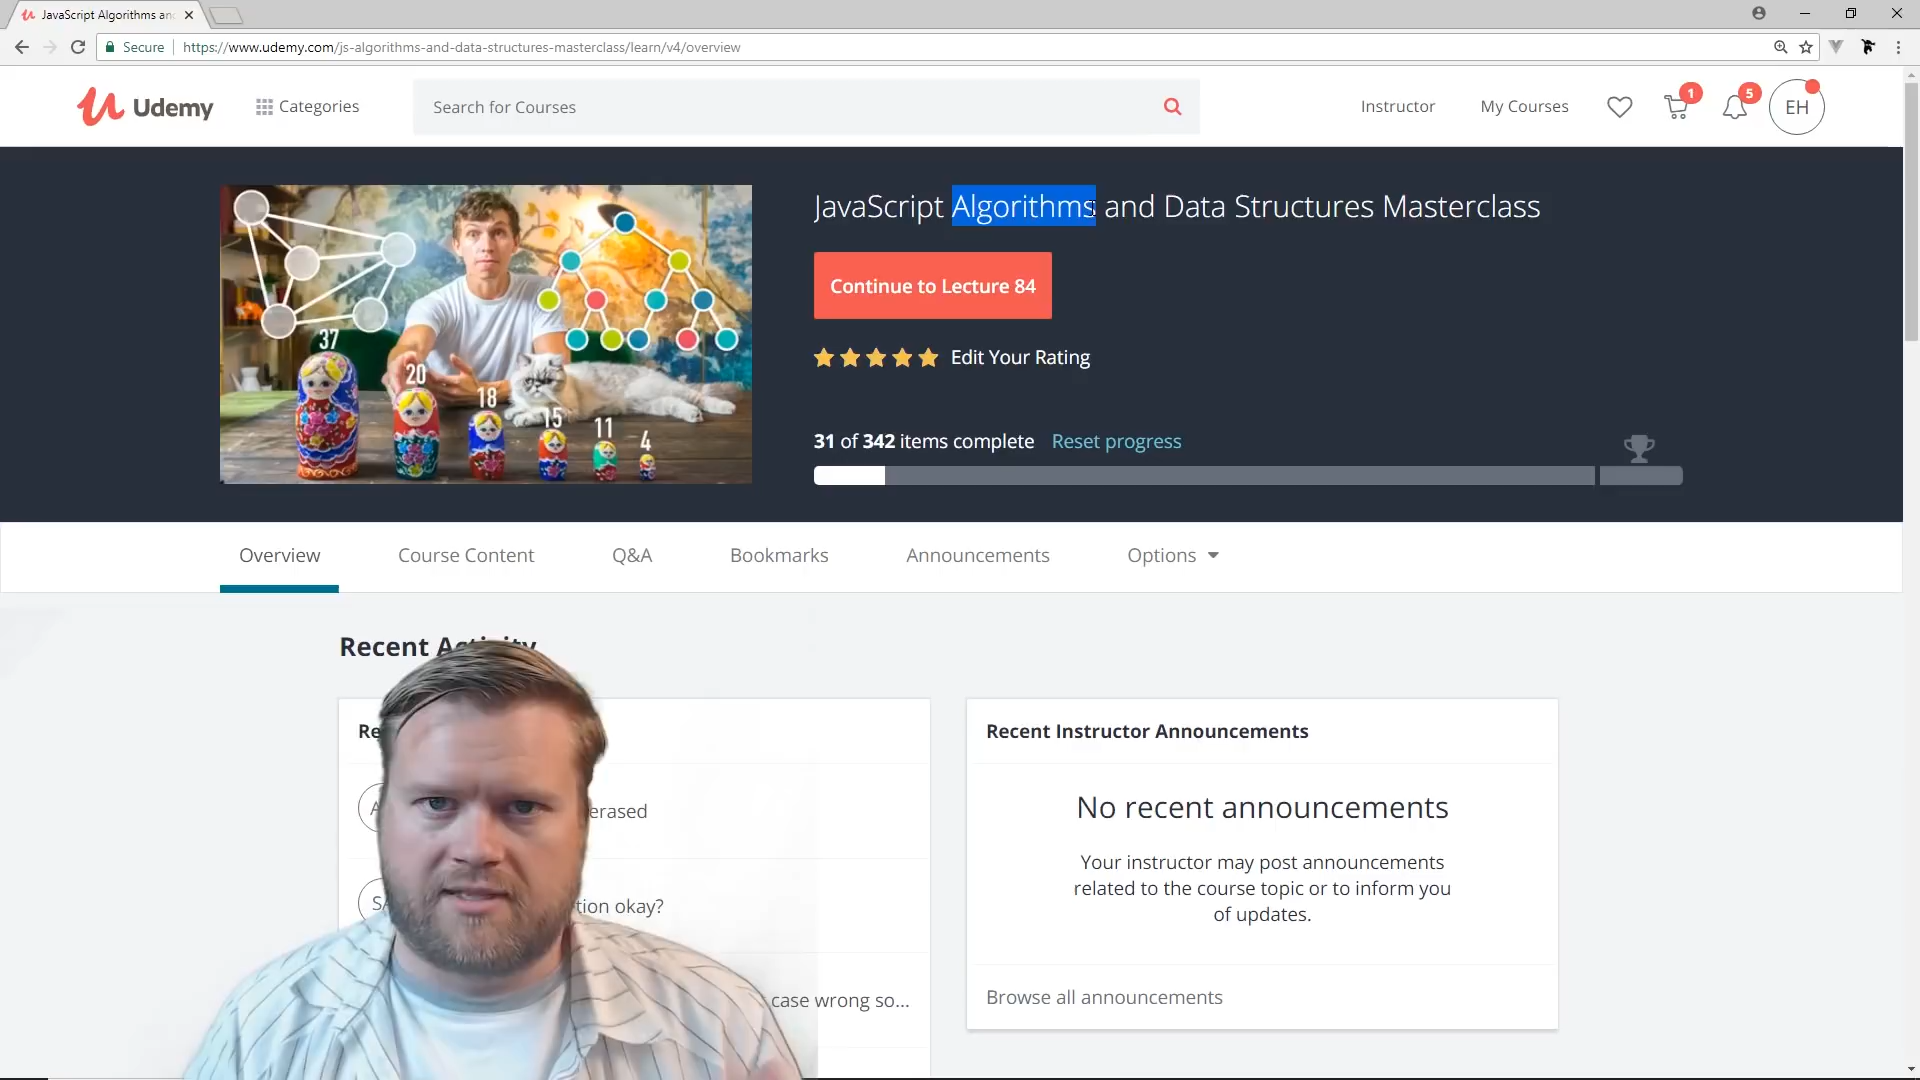 JavaScript Algorithms an
Secure
https://www.udemy.com/js-algorithms-and-data-structures-masterclass/learn/v4/overview
Udemy
Categories
Search for Courses
Instructor
My Courses
1
5
EH
JavaScript Algorithms and Data Structures Masterclass
Continue to Lecture 84
Edit Your Rating
31 of 342 items complete
Reset progress
37
20
18
15
11
4
Overview
Course Content
Q&A
Bookmarks
Announcements
Options
Recent Activity
Re
Recent Instructor Announcements
erased
tion okay?
case wrong so...
No recent announcements
Your instructor may post announcements
related to the course topic or to inform you
of updates.
Browse all announcements